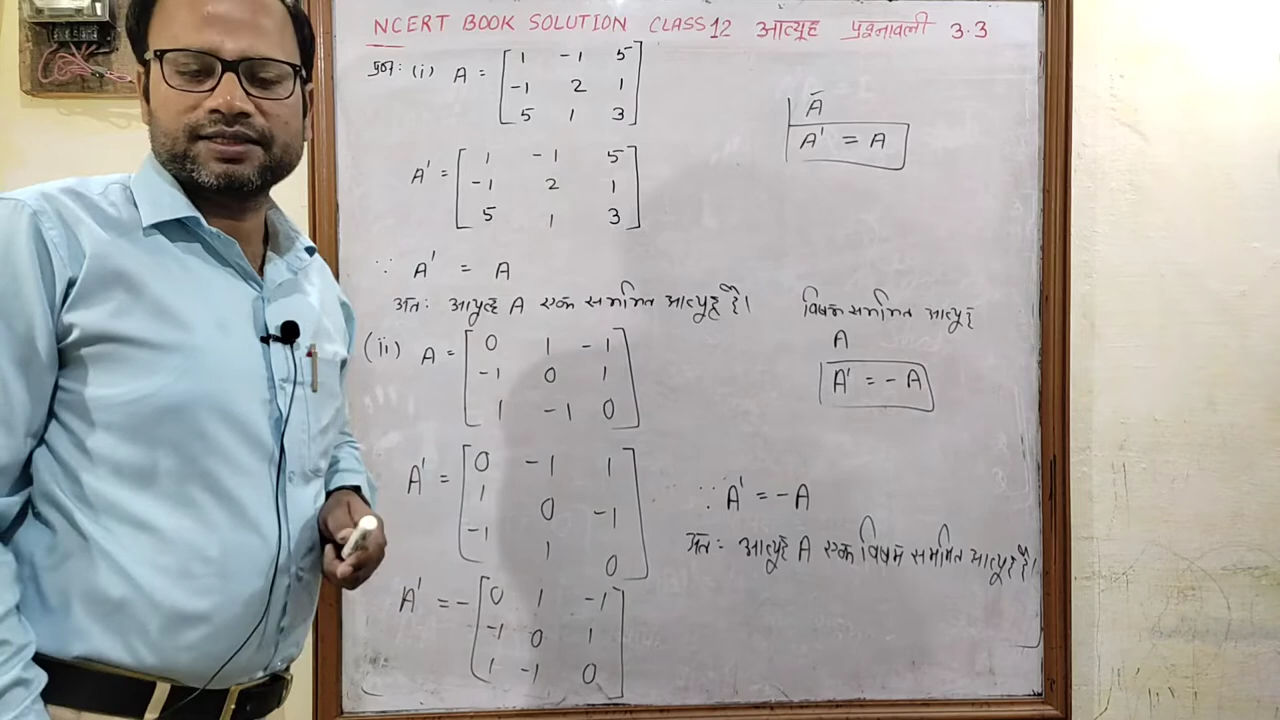 NCERT BOOK SOLUTION CLASS 12 आव्यूह प्रश्नावली 3.3
प्रश्न: (i) A = [ 1 -1 5
-1 2 1
5 1 3 ]
A
A' = A
A' = [ 1 -1 5
-1 2 1
5 1 3 ]
∵ A' = A
अतः आव्यूह A एक सममित आव्यूह है।
विषम सममित आव्यूह
A
A' = -A
(ii) A = [ 0 1 -1
-1 0 1
1 -1 0 ]
A' = [ 0 -1 1
1 0 -1
-1 1 0 ]
∵ A' = -A
अतः आव्यूह A एक विषम सममित आव्यूह है।
A' = - [ 0 1 -1
-1 0 1
1 -1 0 ]